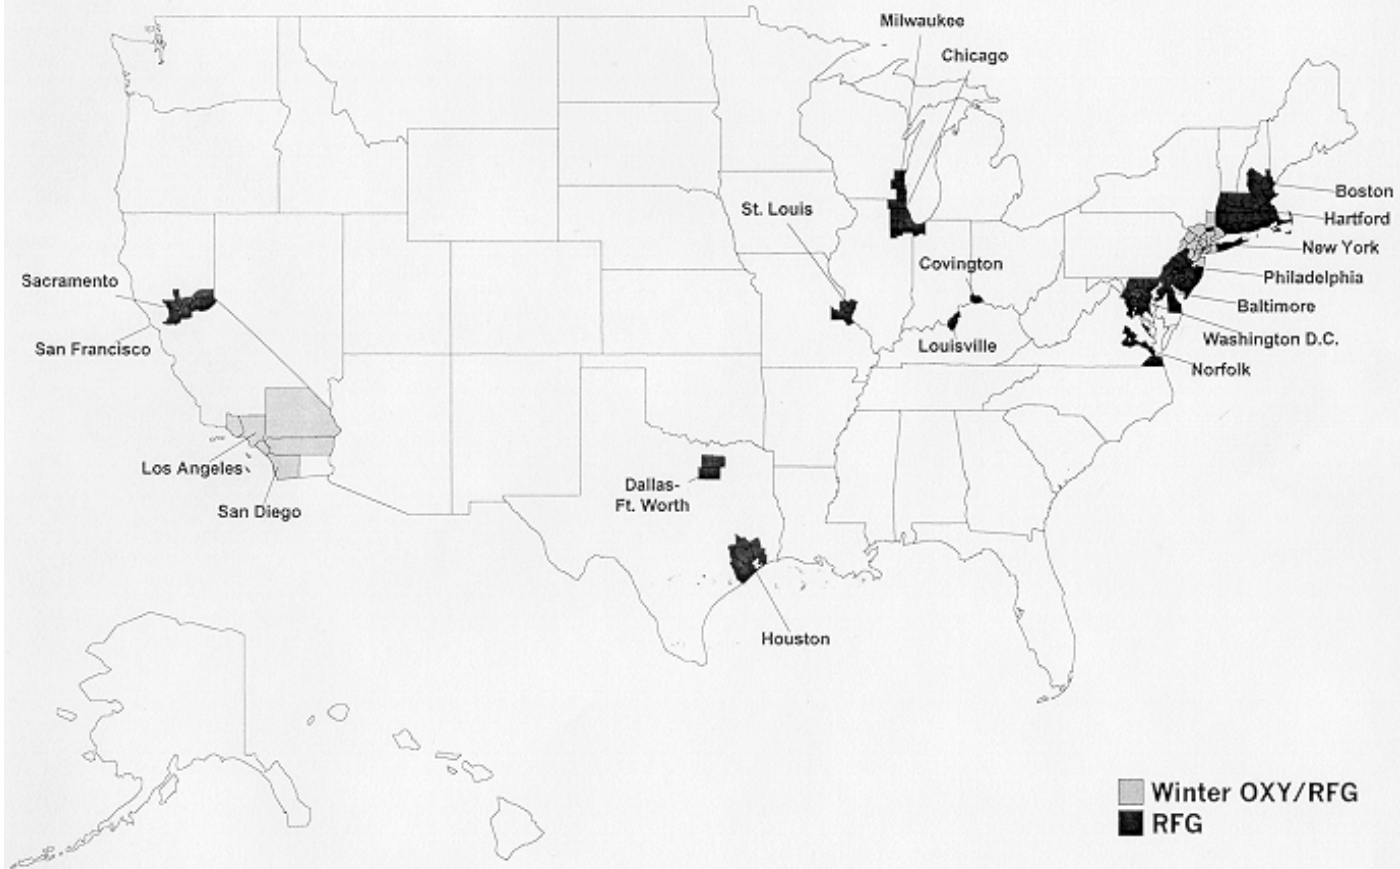 Milwaukee
Chicago
Boston
St. Louis
Hartford
New York
Covington
Philadelphia
Sacramento
Baltimore
Washington D.C.
San Francisco
Louisville
Norfolk
Los Angeles
Dallas-
Ft. Worth
San Diego
Houston
Winter OXY/RFG
RFG